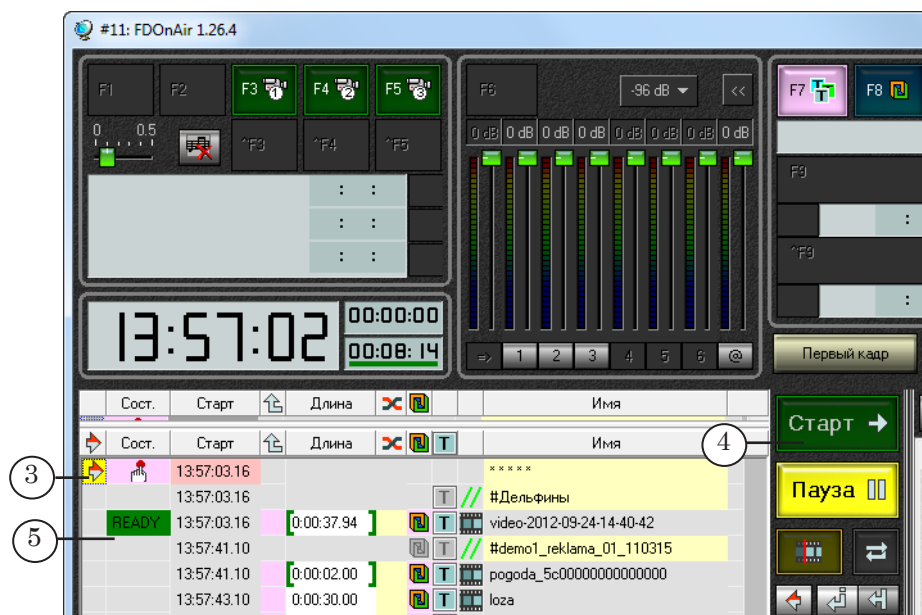 #11: FDOnAir 1.26.4
F1 F2 F3 1 F4 2 F5 3
F6 -96 dB <<
F7 T T F8
0 0.5
^F3 ^F4 ^F5
0 dB 0 dB 0 dB 0 dB 0 dB 0 dB 0 dB 0 dB
F9
: :
: :
: :
:
^F9
:
13:57:02
00:00:00
00:08:14
=> 1 2 3 4 5 6 @
Первый кадр
Сост. Старт Длина Имя
Старт
4
Сост. Старт Длина T Имя
3
13:57:03.16 * * * * *
Пауза
13:57:03.16 T // #Дельфины
5
READY 13:57:03.16 [0:00:37.94] T video-2012-09-24-14-40-42
13:57:41.10 T // #demo1_reklama_01_110315
13:57:41.10 [0:00:02.00] T pogoda_5c00000000000000
13:57:43.10 0:00:30.00 T loza